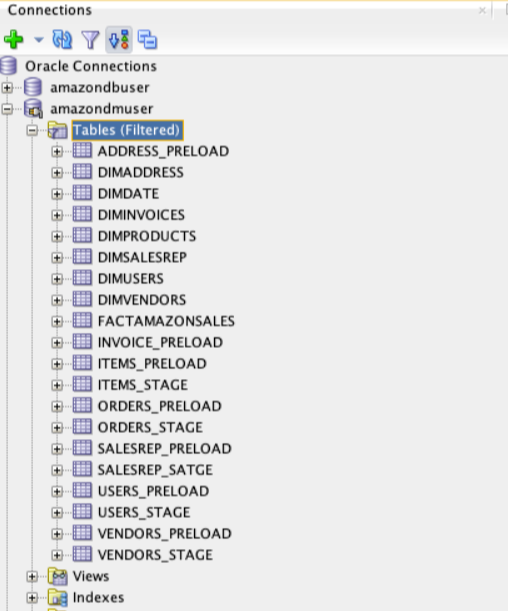 Connections
Oracle Connections
amazondbuser
amazondmuser
Tables (Filtered)
ADDRESS_PRELOAD
DIMADDRESS
DIMDATE
DIMINVOICES
DIMPRODUCTS
DIMSALESREP
DIMUSERS
DIMVENDORS
FACTAMAZONSALES
INVOICE_PRELOAD
ITEMS_PRELOAD
ITEMS_STAGE
ORDERS_PRELOAD
ORDERS_STAGE
SALESREP_PRELOAD
SALESREP_SATGE
USERS_PRELOAD
USERS_STAGE
VENDORS_PRELOAD
VENDORS_STAGE
Views
Indexes